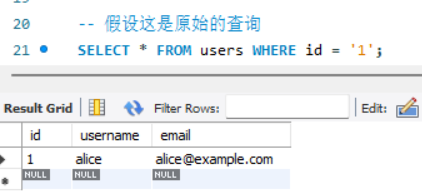 20 -- 假设这是原始的查询
21 SELECT * FROM users WHERE id = '1';
Result Grid Filter Rows: Edit:
id username email
1 alice alice@example.com
NULL NULL NULL